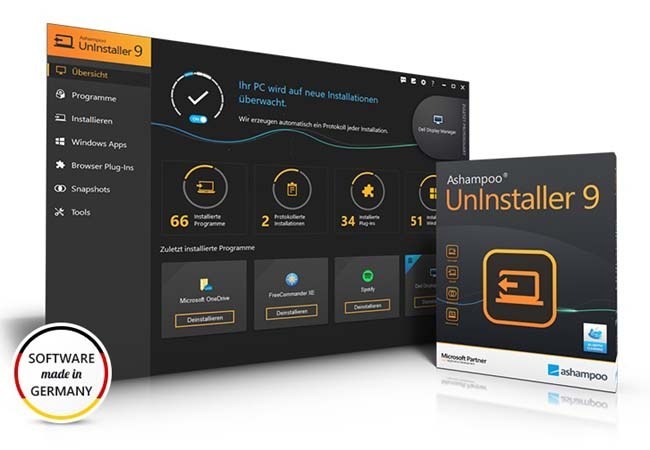 Ashampoo
UnInstaller 9
Übersicht
Programme
Installieren
Windows Apps
Browser Plug-Ins
Snapshots
Tools
?
Ihr PC wird auf neue Installationen
überwacht.
Wir erzeugen automatisch ein Protokoll jeder Installation.
ON
Dell Display Manager
66 Installierte
Programme
2 Protokollierte
Installationen
34 Installierte
Plug-Ins
51
Zuletzt installierte Programme
Microsoft OneDrive
Deinstallieren
FreeCommander XE
Deinstallieren
Spotify
Deinstallieren
Dell Display
Ashampoo®
UnInstaller 9
Microsoft Partner
ashampoo
SOFTWARE
made in
GERMANY